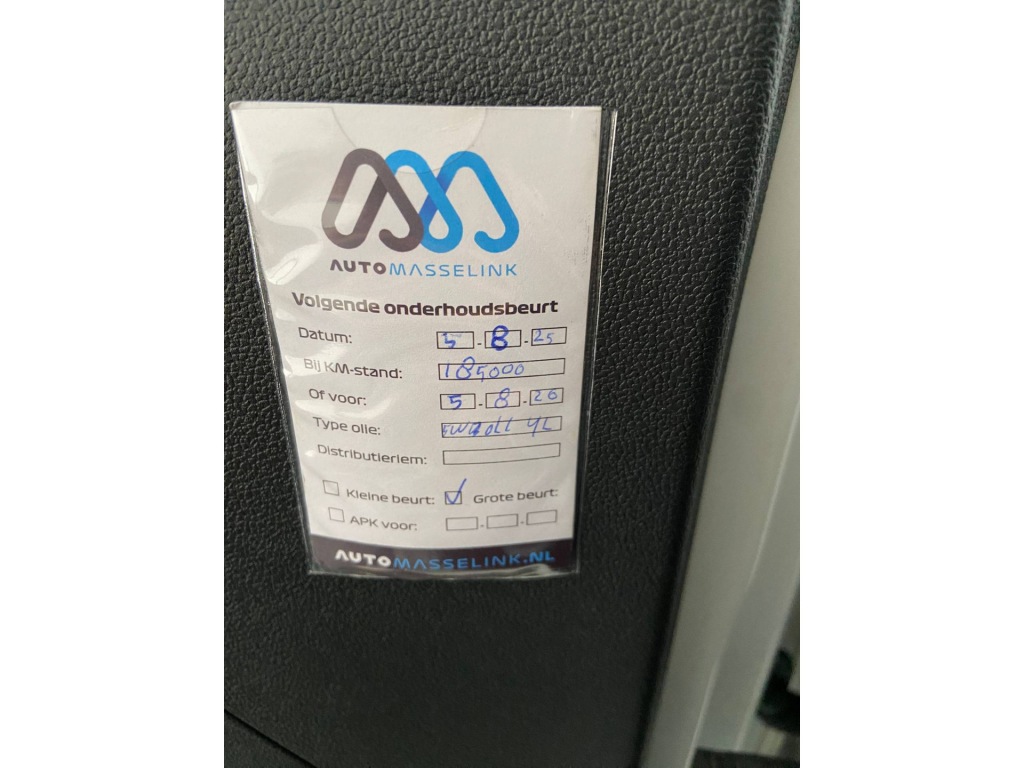 AUTOMASSELINK
Volgende onderhoudsbeurt
Datum: 5-8-25
Bij KM-stand: 185000
Of voor: 5-8-26
Type olie: 4L
Distributieriem:
Kleine beurt: Grote beurt:
APK voor:
AUTOMASSELINK.NL